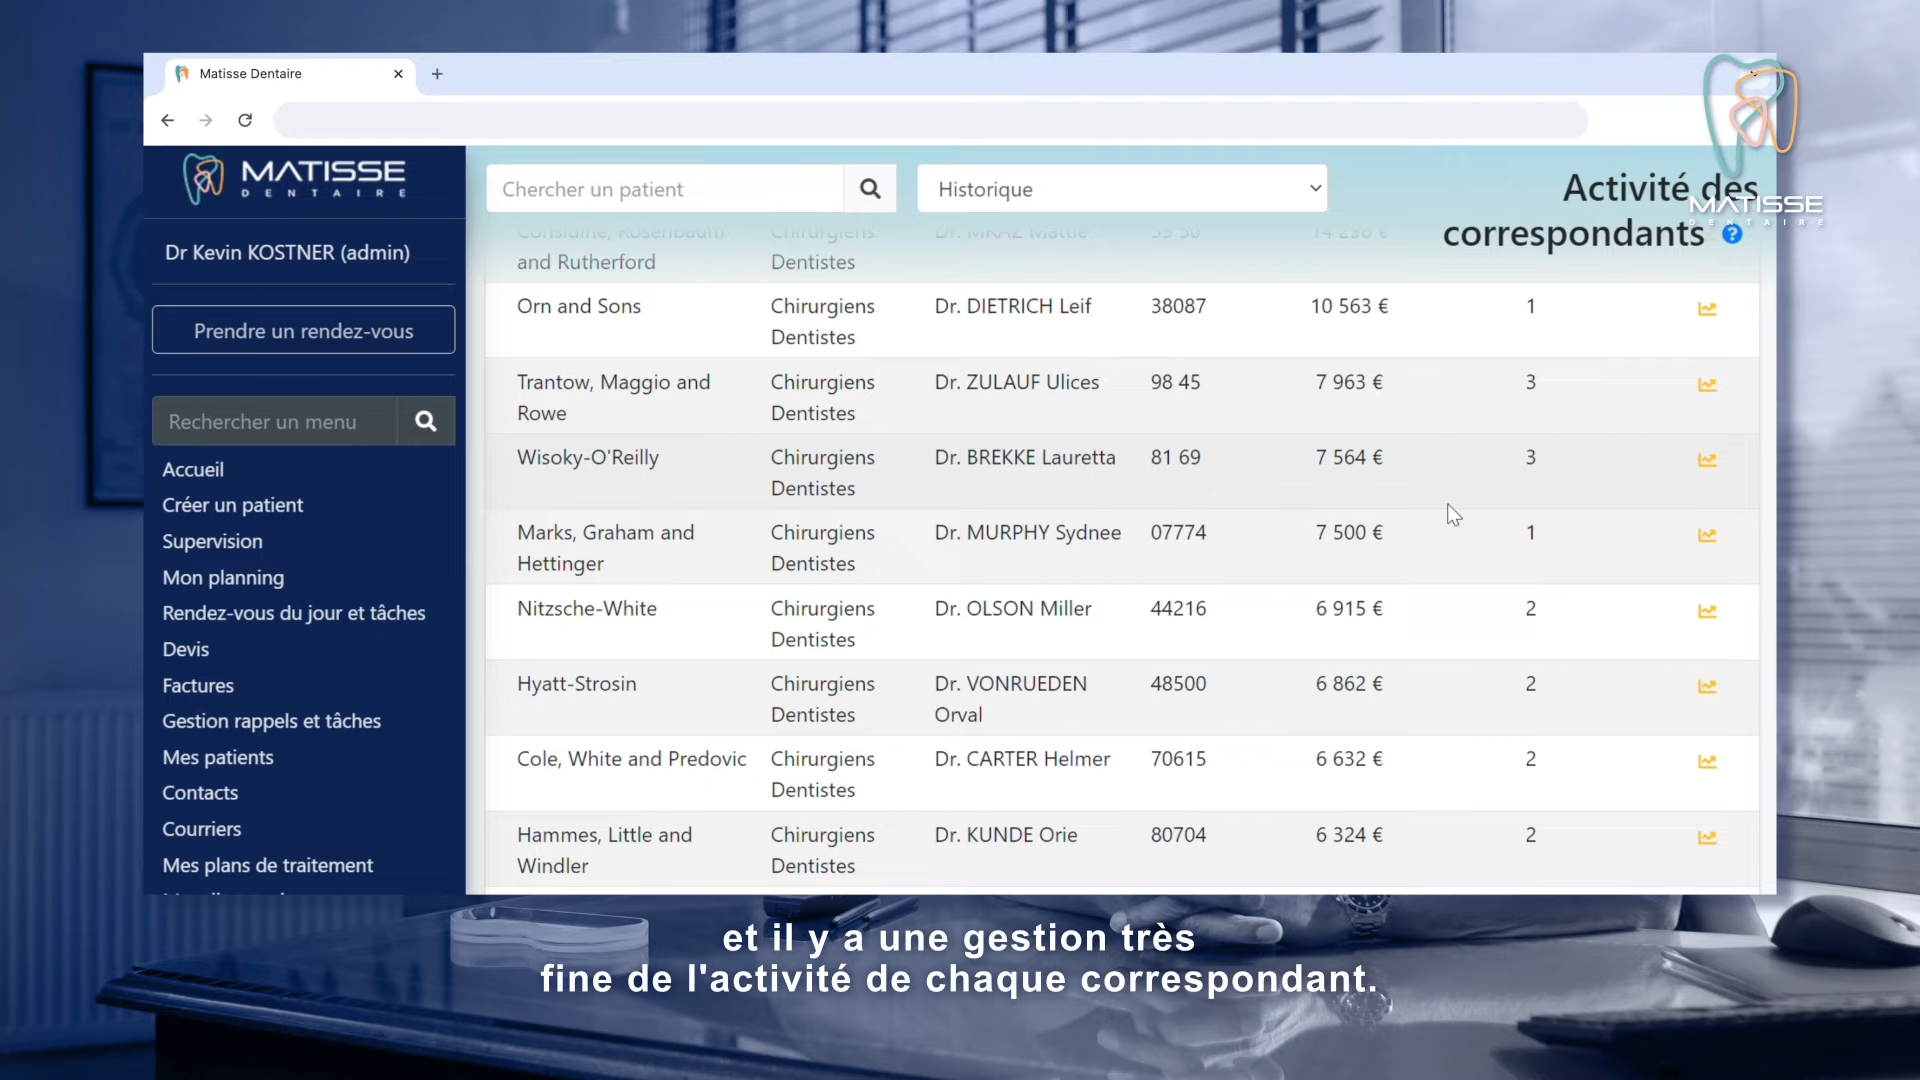 Matisse Dentaire
MATISSE
DENTAIRE
Dr Kevin KOSTNER (admin)
Prendre un rendez-vous
Rechercher un menu
Accueil
Créer un patient
Supervision
Mon planning
Rendez-vous du jour et tâches
Devis
Factures
Gestion rappels et tâches
Mes patients
Contacts
Courriers
Mes plans de traitement
Chercher un patient
Historique
Activité des
correspondants
MATISSE
DENTAIRE
Considine, Rosenbaum Chirurgiens Dr. MRAZ Mattie
and Rutherford Dentistes
Orn and Sons Chirurgiens Dr. DIETRICH Leif 38087 10 563 € 1
Dentistes
Trantow, Maggio and Chirurgiens Dr. ZULAUF Ulices 98 45 7 963 € 3
Rowe Dentistes
Wisoky-O'Reilly Chirurgiens Dr. BREKKE Lauretta 81 69 7 564 € 3
Dentistes
Marks, Graham and Chirurgiens Dr. MURPHY Sydnee 07774 7 500 € 1
Hettinger Dentistes
Nitzsche-White Chirurgiens Dr. OLSON Miller 44216 6 915 € 2
Dentistes
Hyatt-Strosin Chirurgiens Dr. VONRUEDEN 48500 6 862 € 2
Dentistes Orval
Cole, White and Predovic Chirurgiens Dr. CARTER Helmer 70615 6 632 € 2
Dentistes
Hammes, Little and Chirurgiens Dr. KUNDE Orie 80704 6 324 € 2
Windler Dentistes
et il y a une gestion très
fine de l'activité de chaque correspondant.